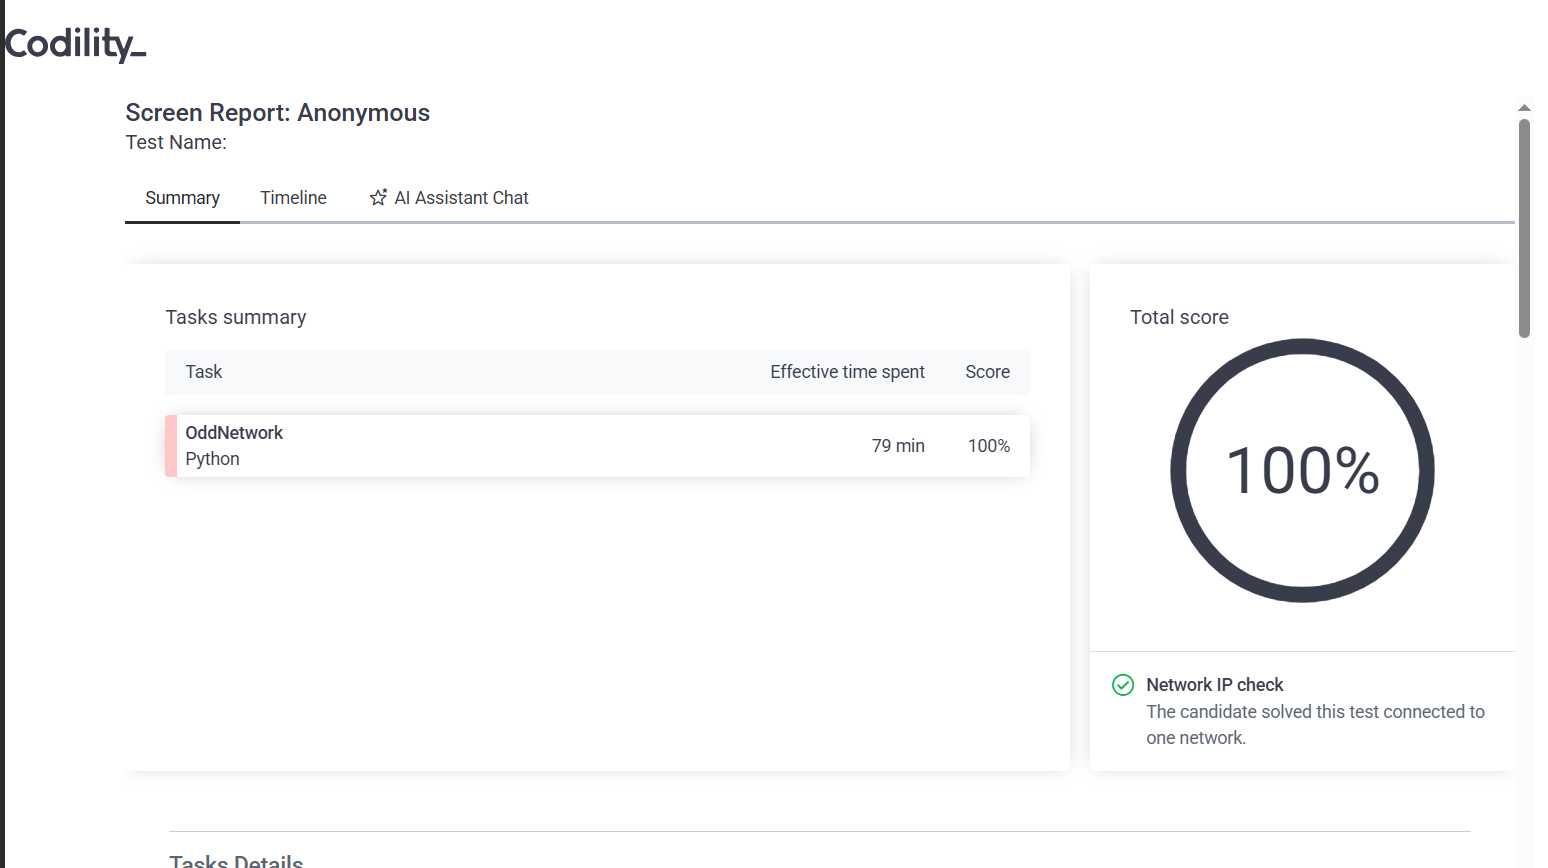 Codility_
Screen Report: Anonymous
Test Name:
Summary
Timeline
AI Assistant Chat
Tasks summary
Task
Effective time spent
Score
OddNetwork
Python
79 min
100%
Total score
100%
Network IP check
The candidate solved this test connected to
one network.
Tasks Details